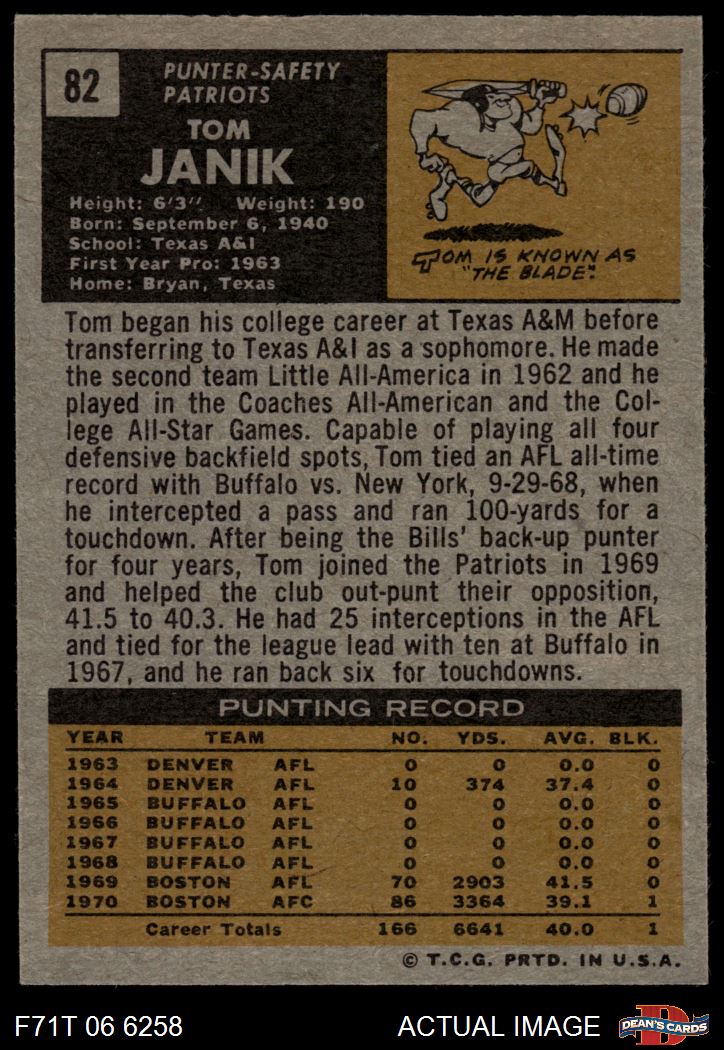 82
PUNTER-SAFETY
PATRIOTS
TOM
JANIK
Height: 6'3" Weight: 190
Born: September 6, 1940
School: Texas A&I
First Year Pro: 1963
Home: Bryan, Texas
TOM IS KNOWN AS
"THE BLADE".
Tom began his college career at Texas A&M before
transferring to Texas A&I as a sophomore. He made
the second team Little All-America in 1962 and he
played in the Coaches All-American and the Col-
lege All-Star Games. Capable of playing all four
defensive backfield spots, Tom tied an AFL all-time
record with Buffalo vs. New York, 9-29-68, when
he intercepted a pass and ran 100-yards for a
touchdown. After being the Bills' back-up punter
for four years, Tom joined the Patriots in 1969
and helped the club out-punt their opposition,
41.5 to 40.3. He had 25 interceptions in the AFL
and tied for the league lead with ten at Buffalo in
1967, and he ran back six for touchdowns.
PUNTING RECORD
YEAR TEAM NO. YDS. AVG. BLK.
1963 DENVER AFL 0 0 0.0 0
1964 DENVER AFL 10 374 37.4 0
1965 BUFFALO AFL 0 0 0.0 0
1966 BUFFALO AFL 0 0 0.0 0
1967 BUFFALO AFL 0 0 0.0 0
1968 BUFFALO AFL 0 0 0.0 0
1969 BOSTON AFL 70 2903 41.5 0
1970 BOSTON AFC 86 3364 39.1 1
Career Totals 166 6641 40.0 1
© T.C.G. PRTD. IN U.S.A.
F71T 06 6258 ACTUAL IMAGE D DEAN'S CARDS